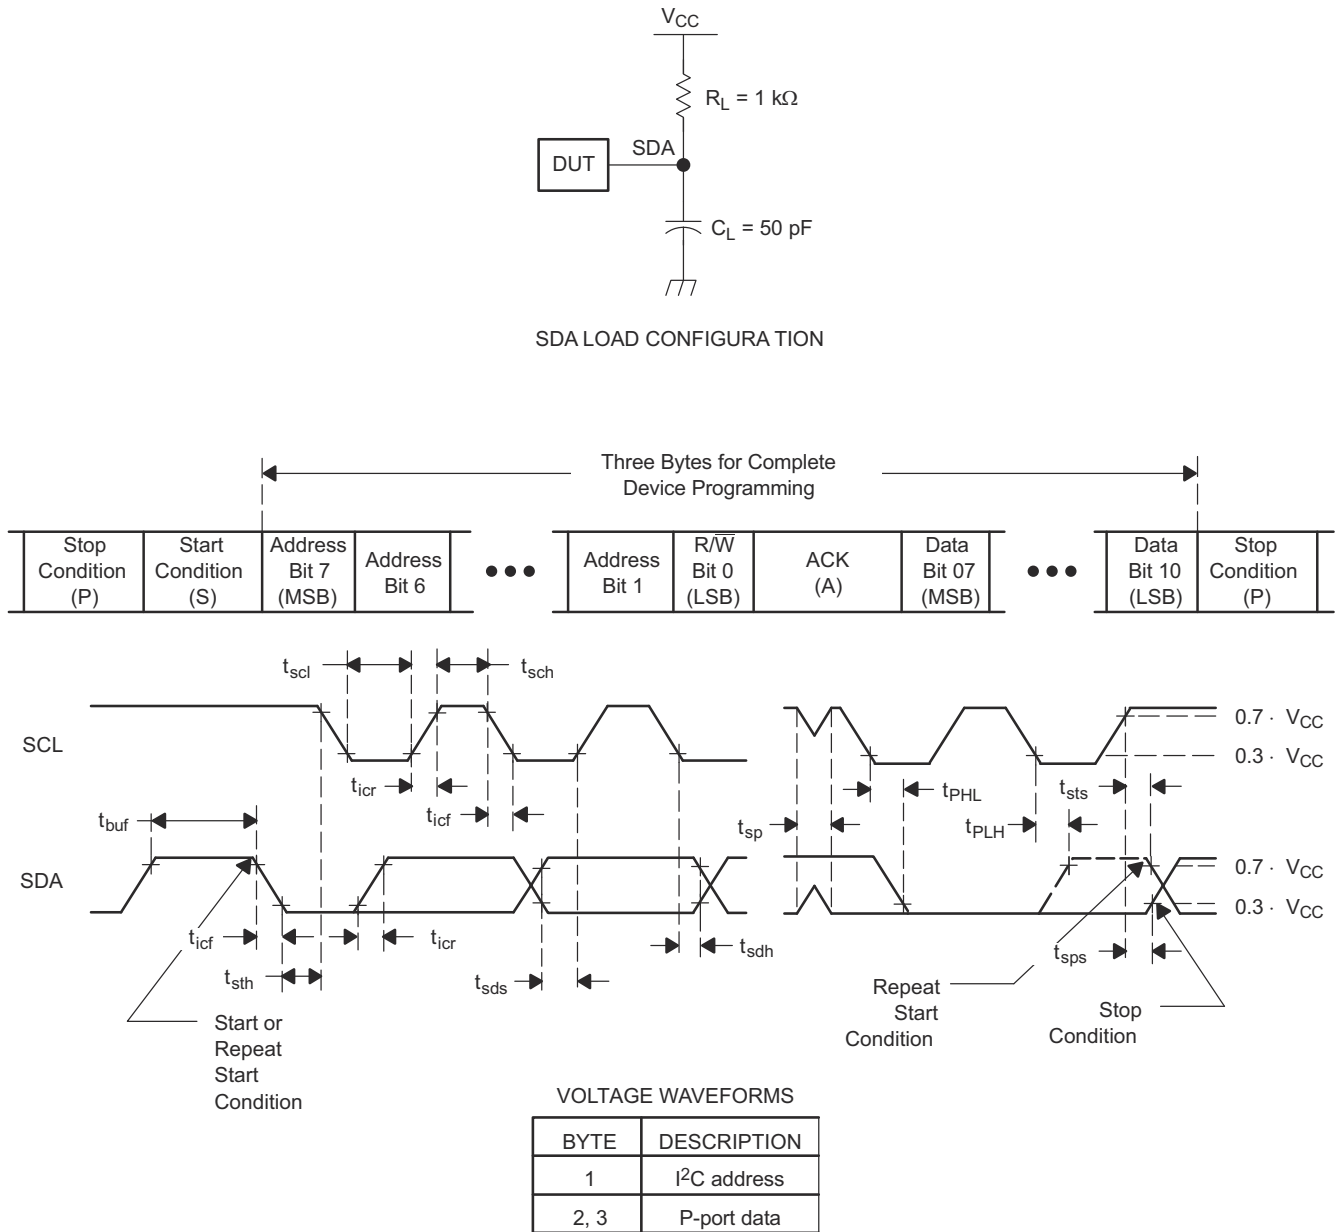 VCC
RL = 1 kΩ
DUT
SDA
CL = 50 pF
SDA LOAD CONFIGURA TION
Three Bytes for Complete
Device Programming
Stop
Condition
(P)
Start
Condition
(S)
Address
Bit 7
(MSB)
Address
Bit 6
•••
Address
Bit 1
R/W̅
Bit 0
(LSB)
ACK
(A)
Data
Bit 07
(MSB)
•••
Data
Bit 10
(LSB)
Stop
Condition
(P)
tscl
tsch
SCL
0.7 · VCC
0.3 · VCC
ticr
ticf
tPHL
tsts
tbuf
tsp
tPLH
SDA
0.7 · VCC
0.3 · VCC
ticf
ticr
tsdh
tsps
tsth
tsds
Start or
Repeat
Start
Condition
Repeat
Start
Condition
Stop
Condition
VOLTAGE WAVEFORMS
BYTE DESCRIPTION
1 I²C address
2, 3 P-port data